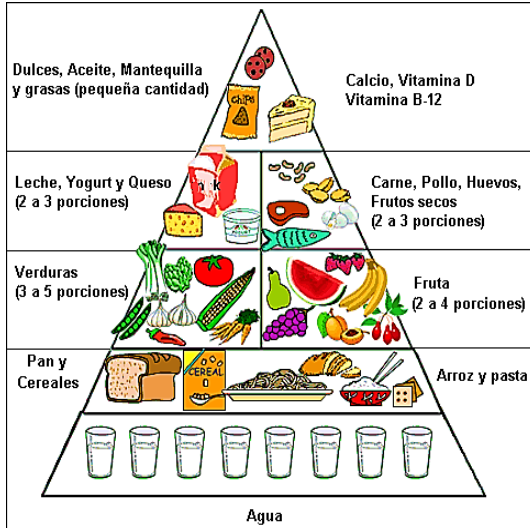 Dulces, Aceite, Mantequilla
y grasas (pequeña cantidad)
Calcio, Vitamina D
Vitamina B-12
CHIPS
Leche, Yogurt y Queso
(2 a 3 porciones)
Carne, Pollo, Huevos,
Frutos secos
(2 a 3 porciones)
Verduras
(3 a 5 porciones)
Fruta
(2 a 4 porciones)
Pan y
Cereales
CEREAL
Arroz y pasta
Agua